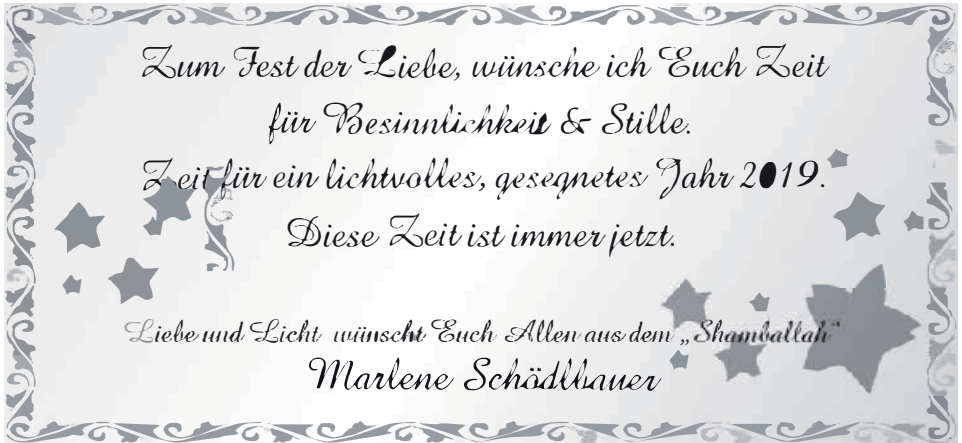 Zum Fest der Liebe, wünsche ich Euch Zeit
für Besinnlichkeit & Stille.
Zeit für ein lichtvolles, gesegnetes Jahr 2019.
Diese Zeit ist immer jetzt.
Liebe und Licht wünscht Euch Allen aus dem „Shamballah“
Marlene Schödlbauer